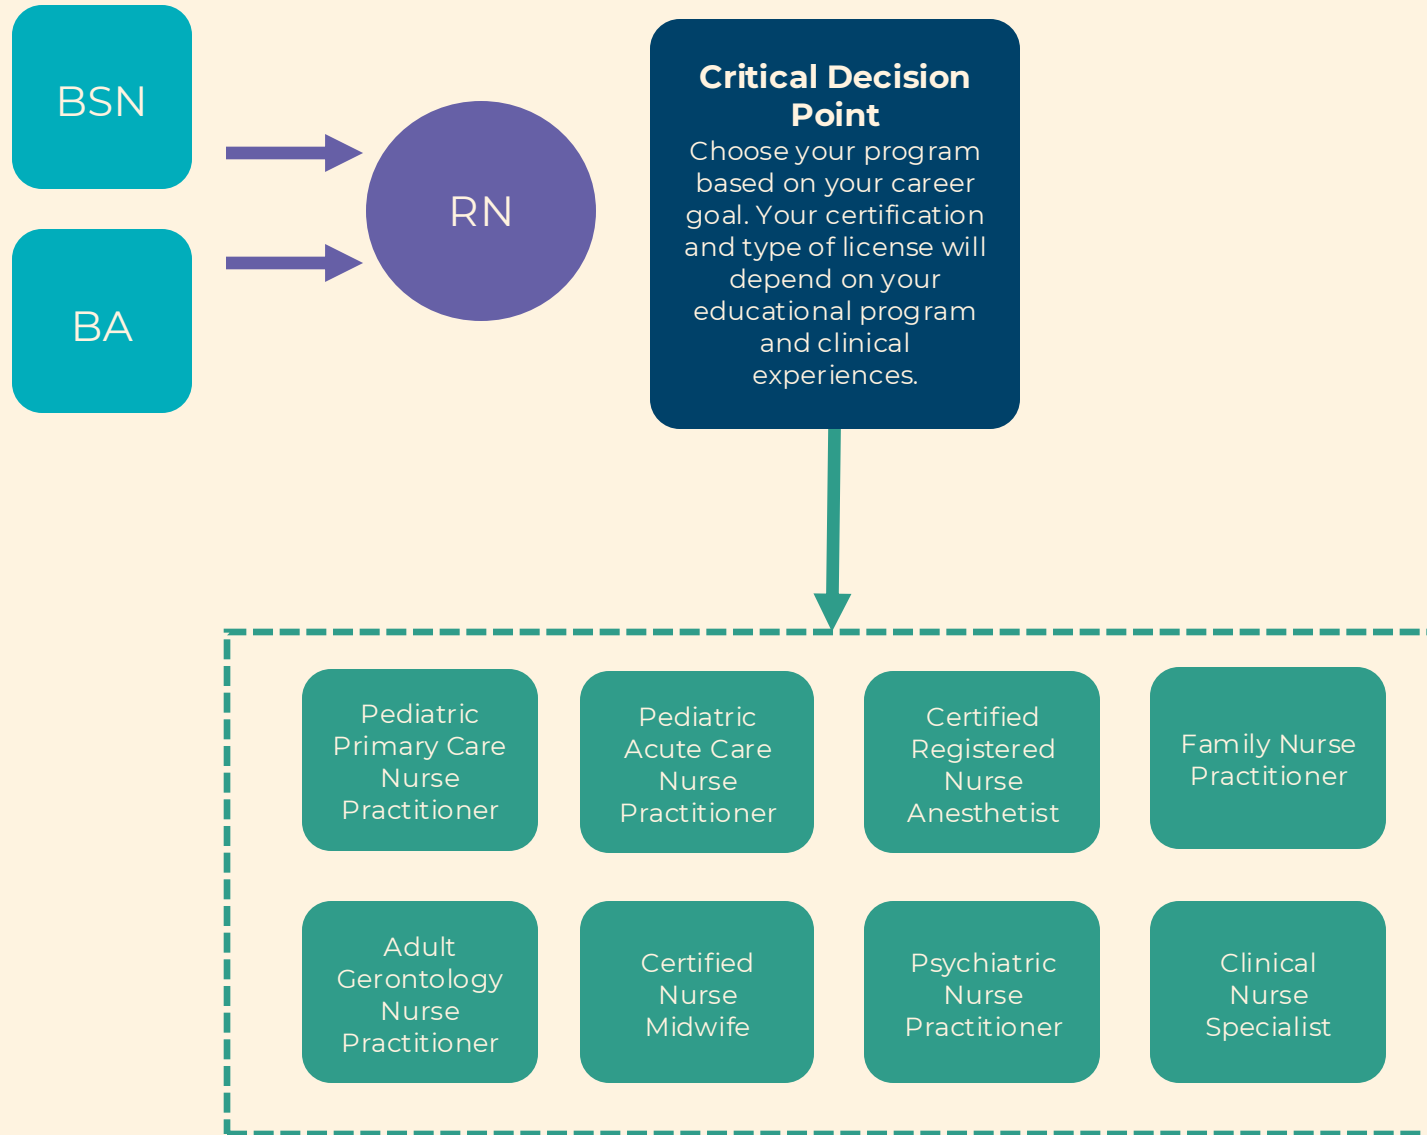 BSN
BA
RN
Critical Decision
Point
Choose your program
based on your career
goal. Your certification
and type of license will
depend on your
educational program
and clinical
experiences.
Pediatric
Primary Care
Nurse
Practitioner
Pediatric
Acute Care
Nurse
Practitioner
Certified
Registered
Nurse
Anesthetist
Family Nurse
Practitioner
Adult
Gerontology
Nurse
Practitioner
Certified
Nurse
Midwife
Psychiatric
Nurse
Practitioner
Clinical
Nurse
Specialist